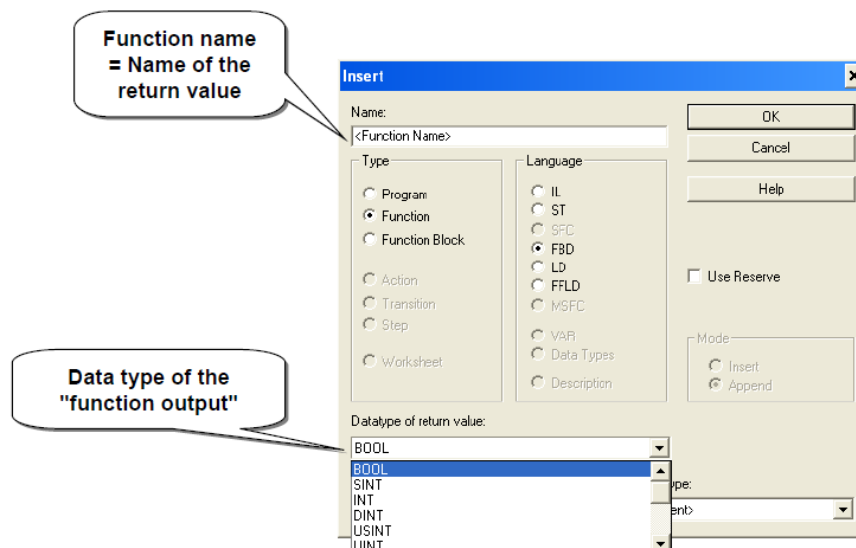 Function name
= Name of the
return value
Insert
Name:
<Function Name>
OK
Cancel
Help
Type
Program
Function
Function Block
Action
Transition
Step
Worksheet
Language
IL
ST
SFC
FBD
LD
FFLD
MSFC
VAR
Data Types
Description
Use Reserve
Mode
Insert
Append
Data type of the
"function output"
Datatype of return value:
BOOL
BOOL
SINT
INT
DINT
USINT
UINT
ype:
ent>